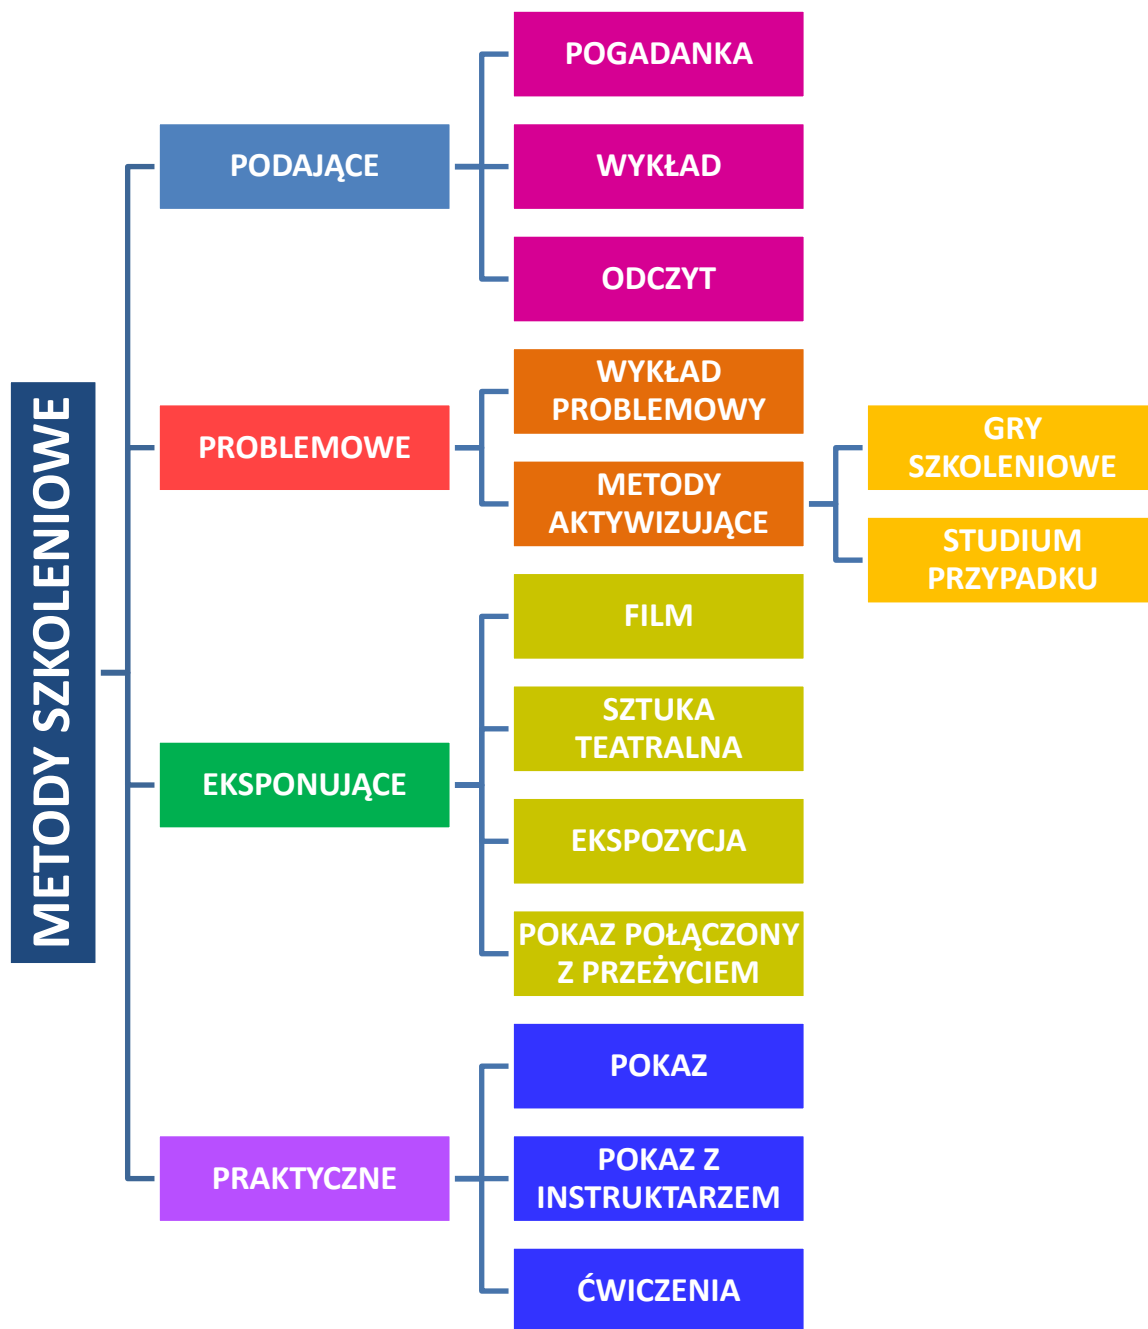 METODY SZKOLENIOWE
PODAJĄCE
POGADANKA
WYKŁAD
ODCZYT
PROBLEMOWE
WYKŁAD
PROBLEMOWY
METODY
AKTYWIZUJĄCE
GRY
SZKOLENIOWE
STUDIUM
PRZYPADKU
EKSPONUJĄCE
FILM
SZTUKA
TEATRALNA
EKSPOZYCJA
POKAZ POŁĄCZONY
Z PRZEŻYCIEM
PRAKTYCZNE
POKAZ
POKAZ Z
INSTRUKTARZEM
ĆWICZENIA